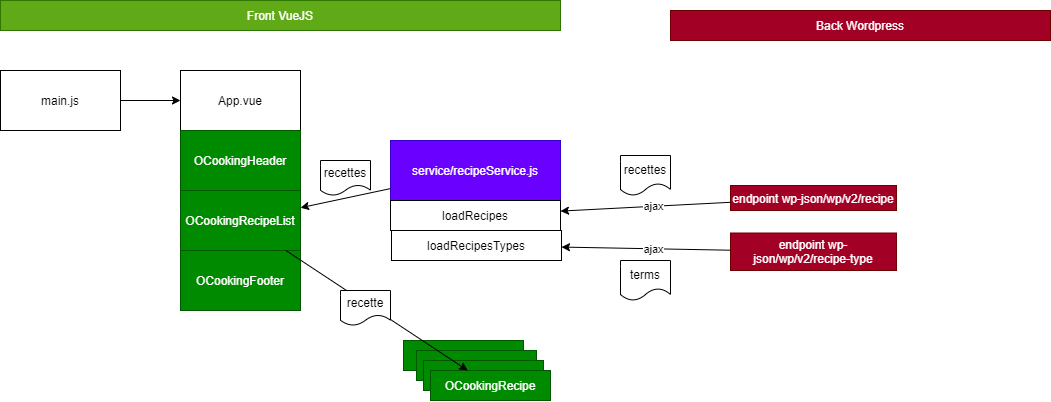 Front VueJS
Back Wordpress
main.js
App.vue
OCookingHeader
recettes
service/recipeService.js
recettes
endpoint wp-json/wp/v2/recipe
ajax
OCookingRecipeList
loadRecipes
loadRecipesTypes
ajax
endpoint wp-
json/wp/v2/recipe-type
OCookingFooter
terms
recette
OCookingRecipe